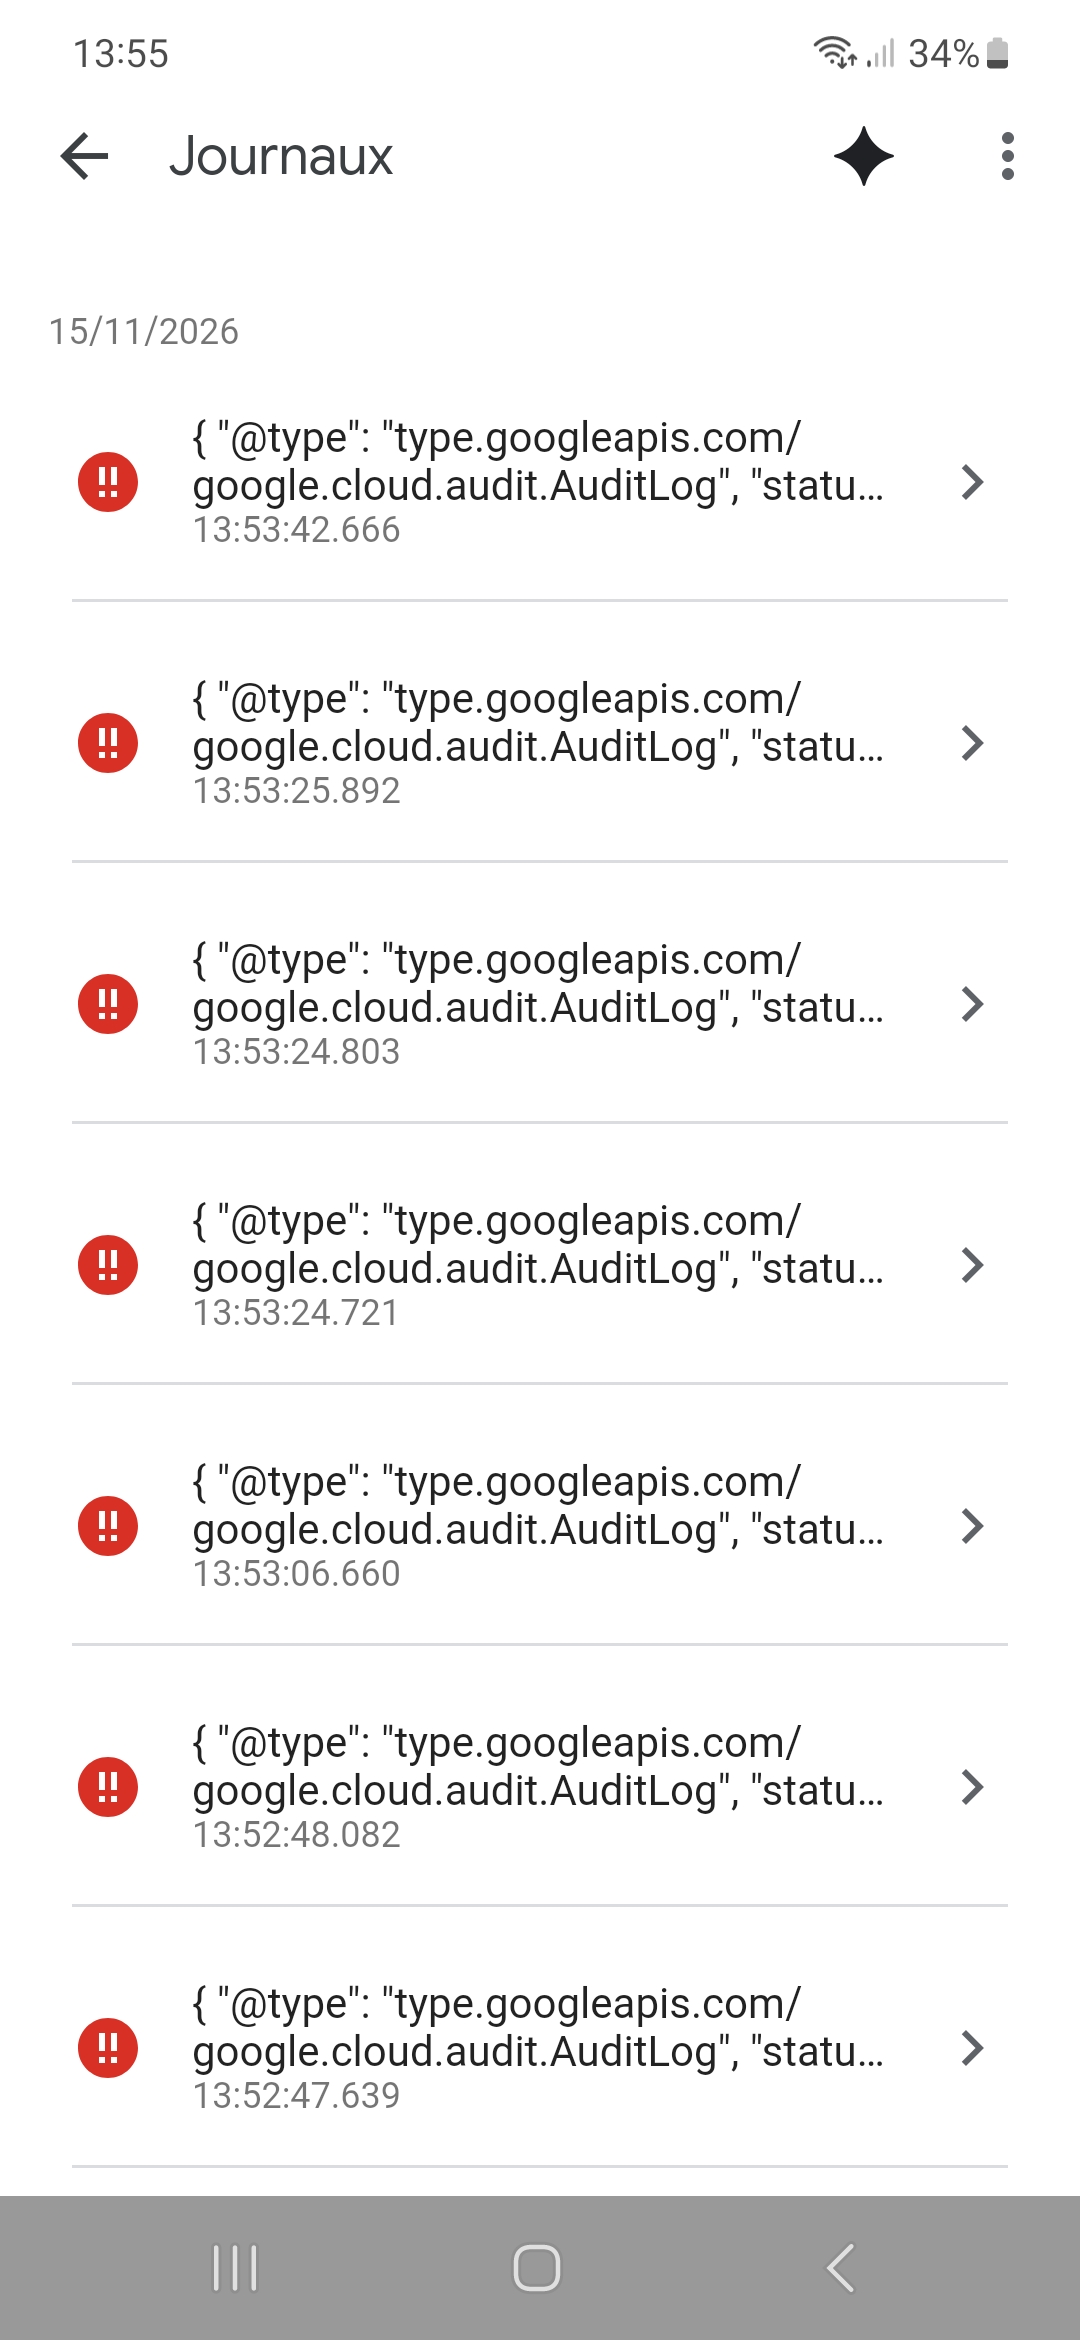 13:55
34%
Journaux
15/11/2026
{ "@type": "type.googleapis.com/
google.cloud.audit.AuditLog", "statu...
13:53:42.666
{ "@type": "type.googleapis.com/
google.cloud.audit.AuditLog", "statu...
13:53:25.892
{ "@type": "type.googleapis.com/
google.cloud.audit.AuditLog", "statu...
13:53:24.803
{ "@type": "type.googleapis.com/
google.cloud.audit.AuditLog", "statu...
13:53:24.721
{ "@type": "type.googleapis.com/
google.cloud.audit.AuditLog", "statu...
13:53:06.660
{ "@type": "type.googleapis.com/
google.cloud.audit.AuditLog", "statu...
13:52:48.082
{ "@type": "type.googleapis.com/
google.cloud.audit.AuditLog", "statu...
13:52:47.639